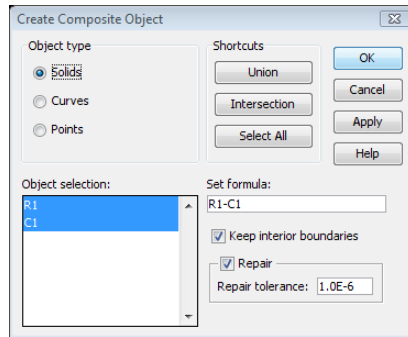 Create Composite Object
Object type
Solids
Curves
Points
Shortcuts
Union
Intersection
Select All
OK
Cancel
Apply
Help
Object selection:
R1
C1
Set formula:
R1-C1
Keep interior boundaries
Repair
Repair tolerance: 1.0E-6